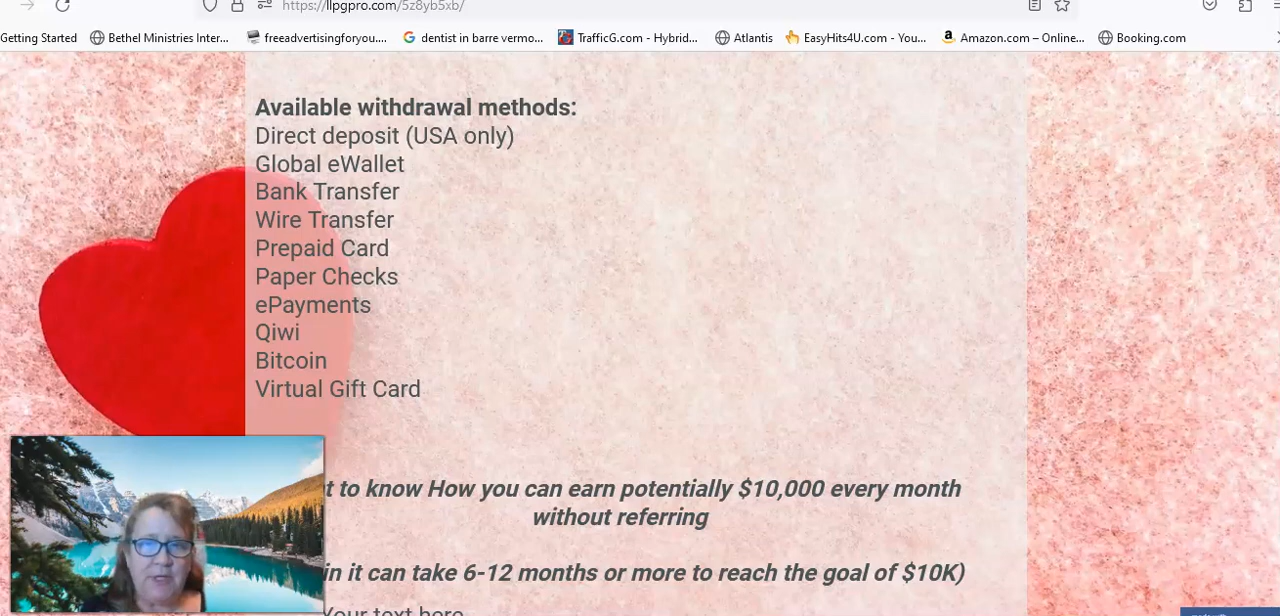 https://llpgpro.com/5z8yb5xb/
Getting Started Bethel Ministries Inter... freeadvertisingforyou.... dentist in barre vermo... TrafficG.com - Hybrid... Atlantis EasyHits4U.com - You... Amazon.com – Online... Booking.com
Available withdrawal methods:
Direct deposit (USA only)
Global eWallet
Bank Transfer
Wire Transfer
Prepaid Card
Paper Checks
ePayments
Qiwi
Bitcoin
Virtual Gift Card
to know How you can earn potentially $10,000 every month
without referring
in it can take 6-12 months or more to reach the goal of $10K)
Your text here